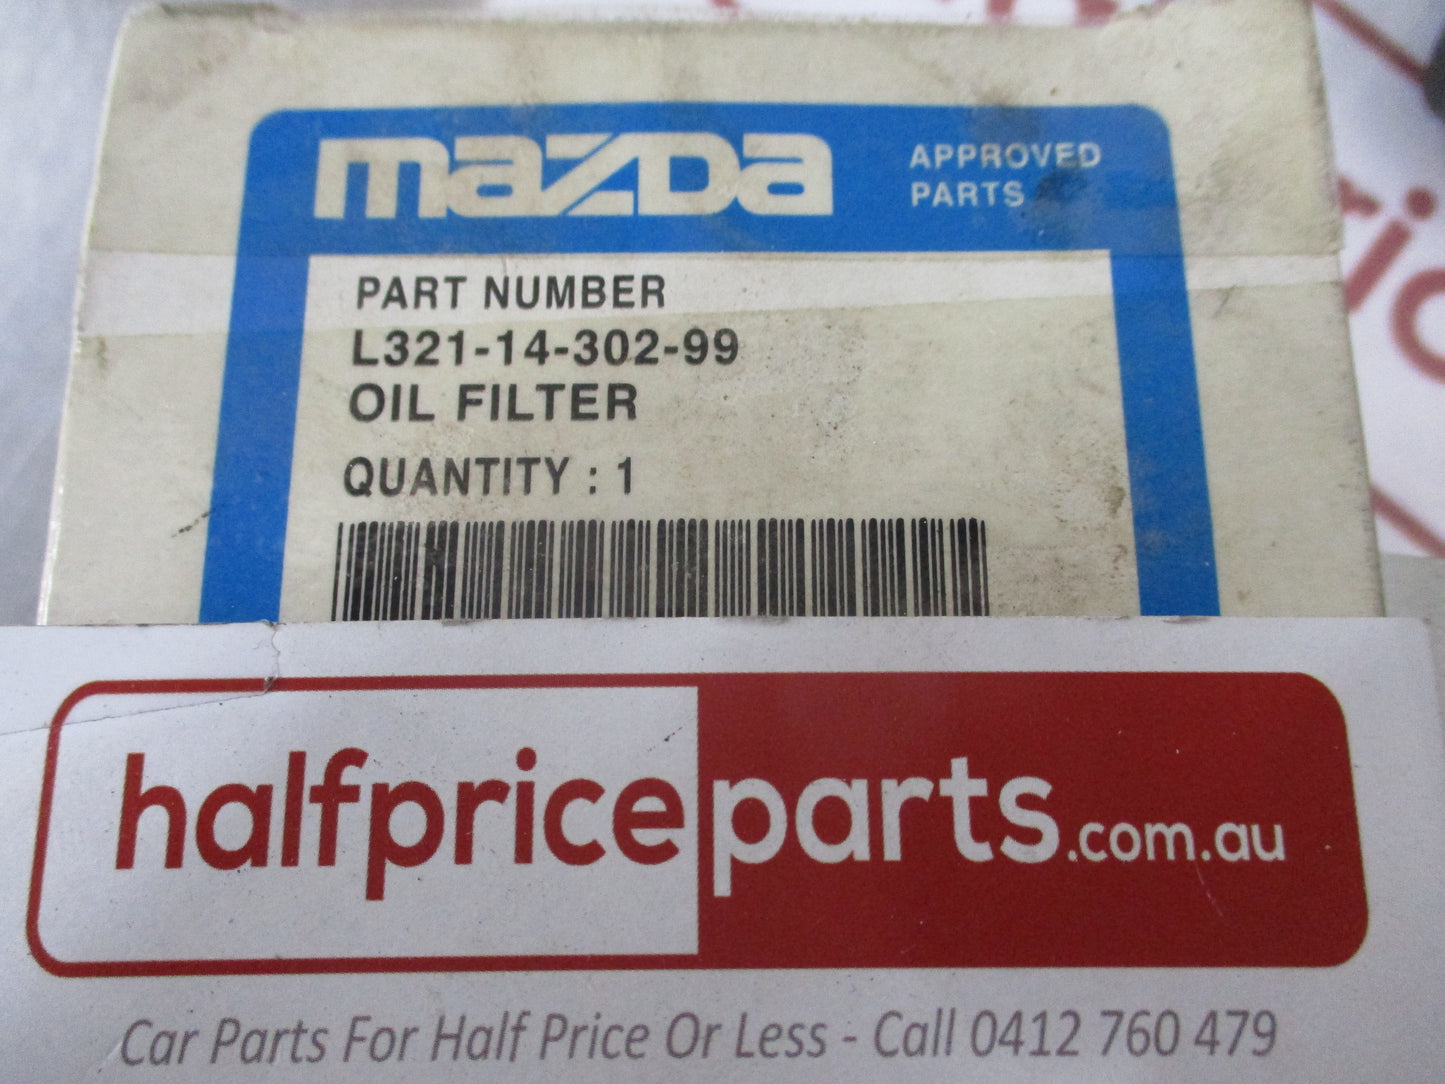 mazda
APPROVED
PARTS
PART NUMBER
L321-14-302-99
OIL FILTER
QUANTITY : 1
halfpriceparts.com.au
Car Parts For Half Price Or Less - Call 0412 760 479